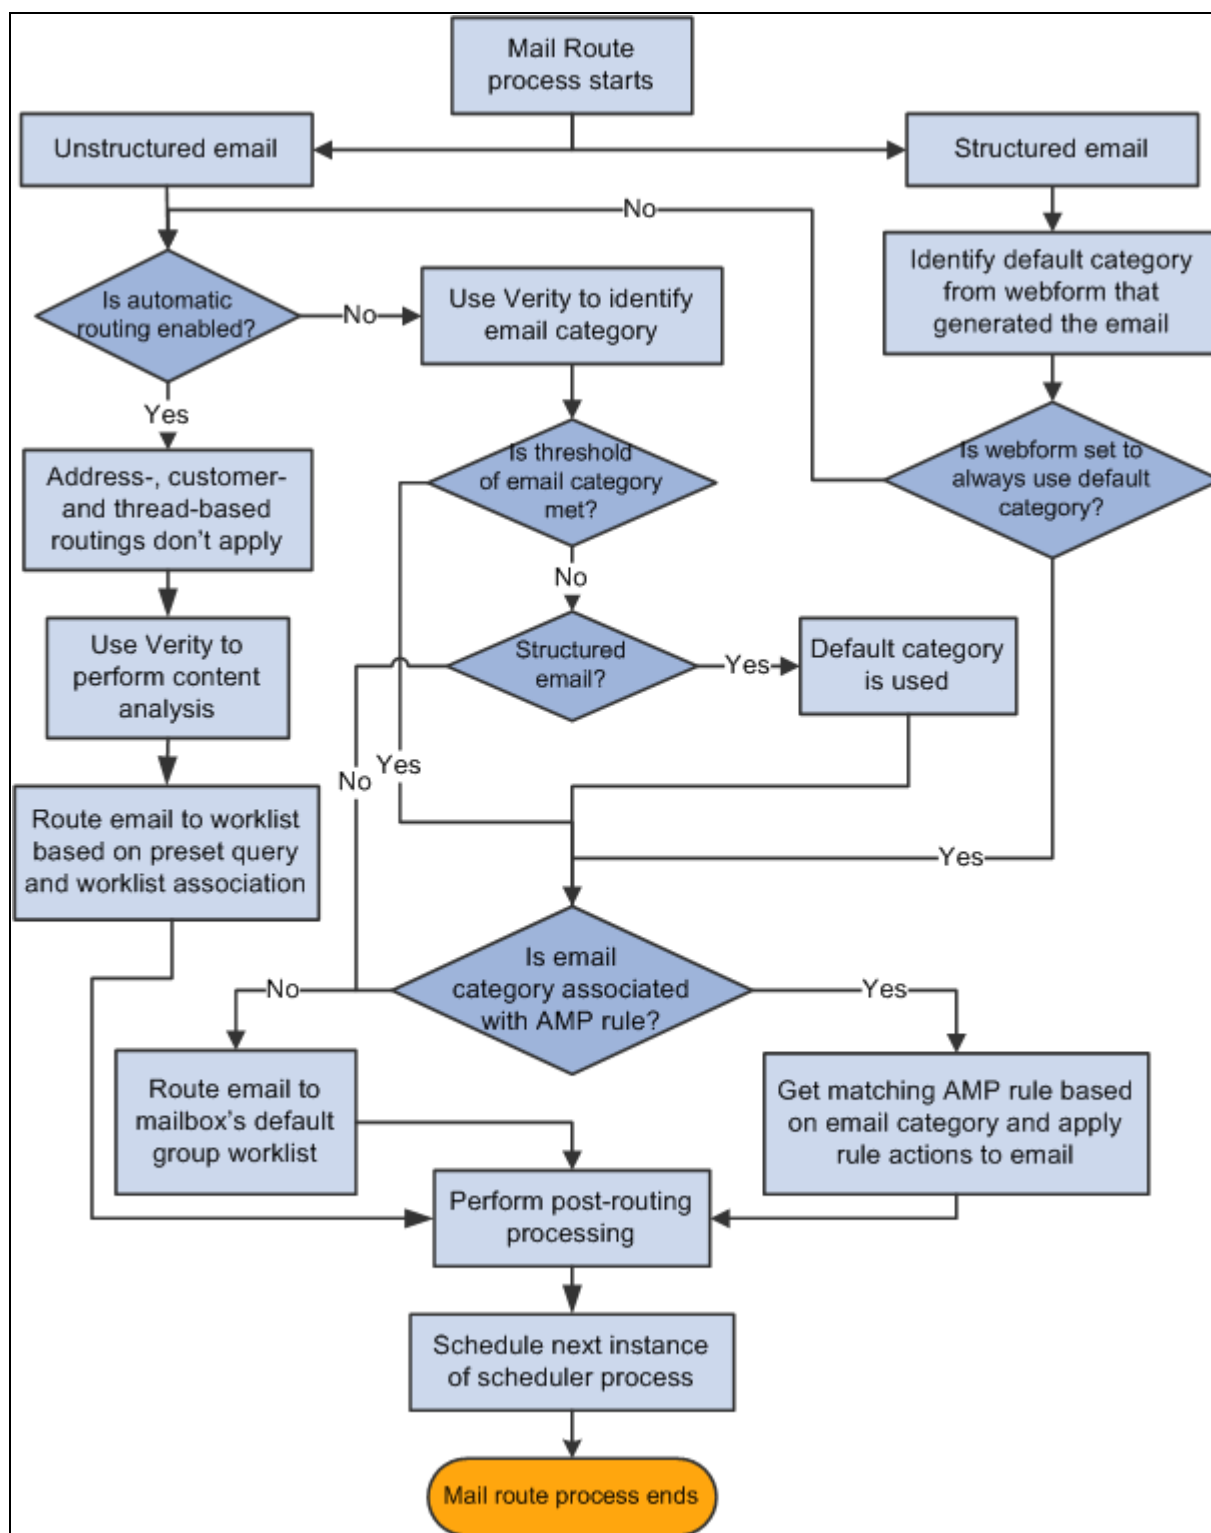 Mail Route
process starts
Unstructured email
Structured email
No
Identify default category
from webform that
generated the email
Is automatic
routing enabled?
No
Use Verity to identify
email category
Yes
Is threshold
of email category
met?
Is webform set to
always use default
category?
Address-, customer-
and thread-based
routings don't apply
No
Use Verity to
perform content
analysis
Structured
email?
Yes
Default category
is used
No
Yes
Route email to worklist
based on preset query
and worklist association
Yes
Is email
category associated
with AMP rule?
No
Yes
Route email to
mailbox's default
group worklist
Get matching AMP rule based
on email category and apply
rule actions to email
Perform post-routing
processing
Schedule next instance
of scheduler process
Mail route process ends